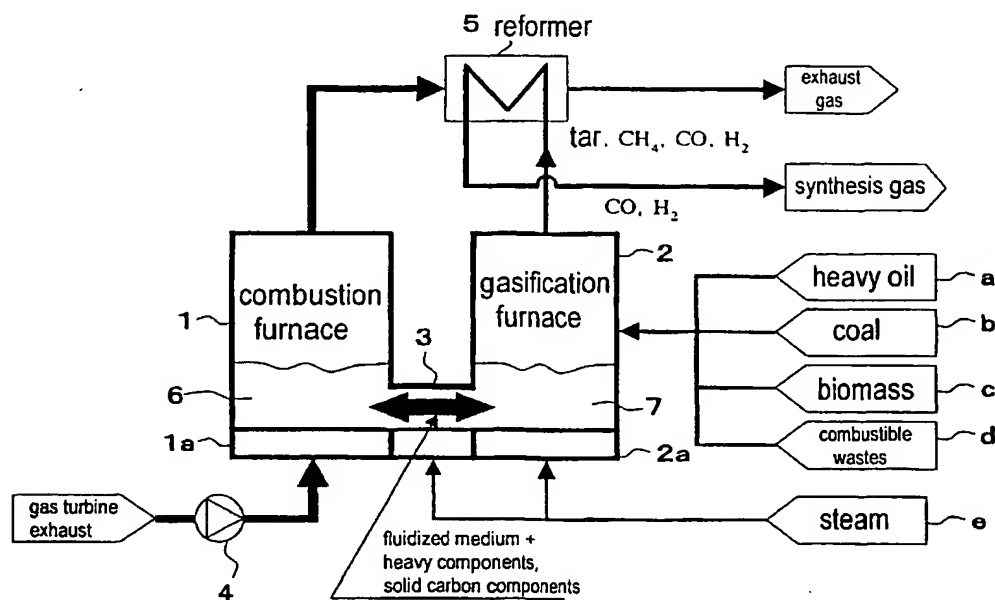 5 reformer
exhaust
gas
tar. CH₄. CO. H₂
synthesis gas
CO. H₂
2
combustion
furnace
gasification
furnace
heavy oil
a
1
3
coal
b
6
7
biomass
c
1a
2a
combustible
wastes
d
gas turbine
exhaust
steam
e
fluidized medium +
heavy components,
solid carbon components
4